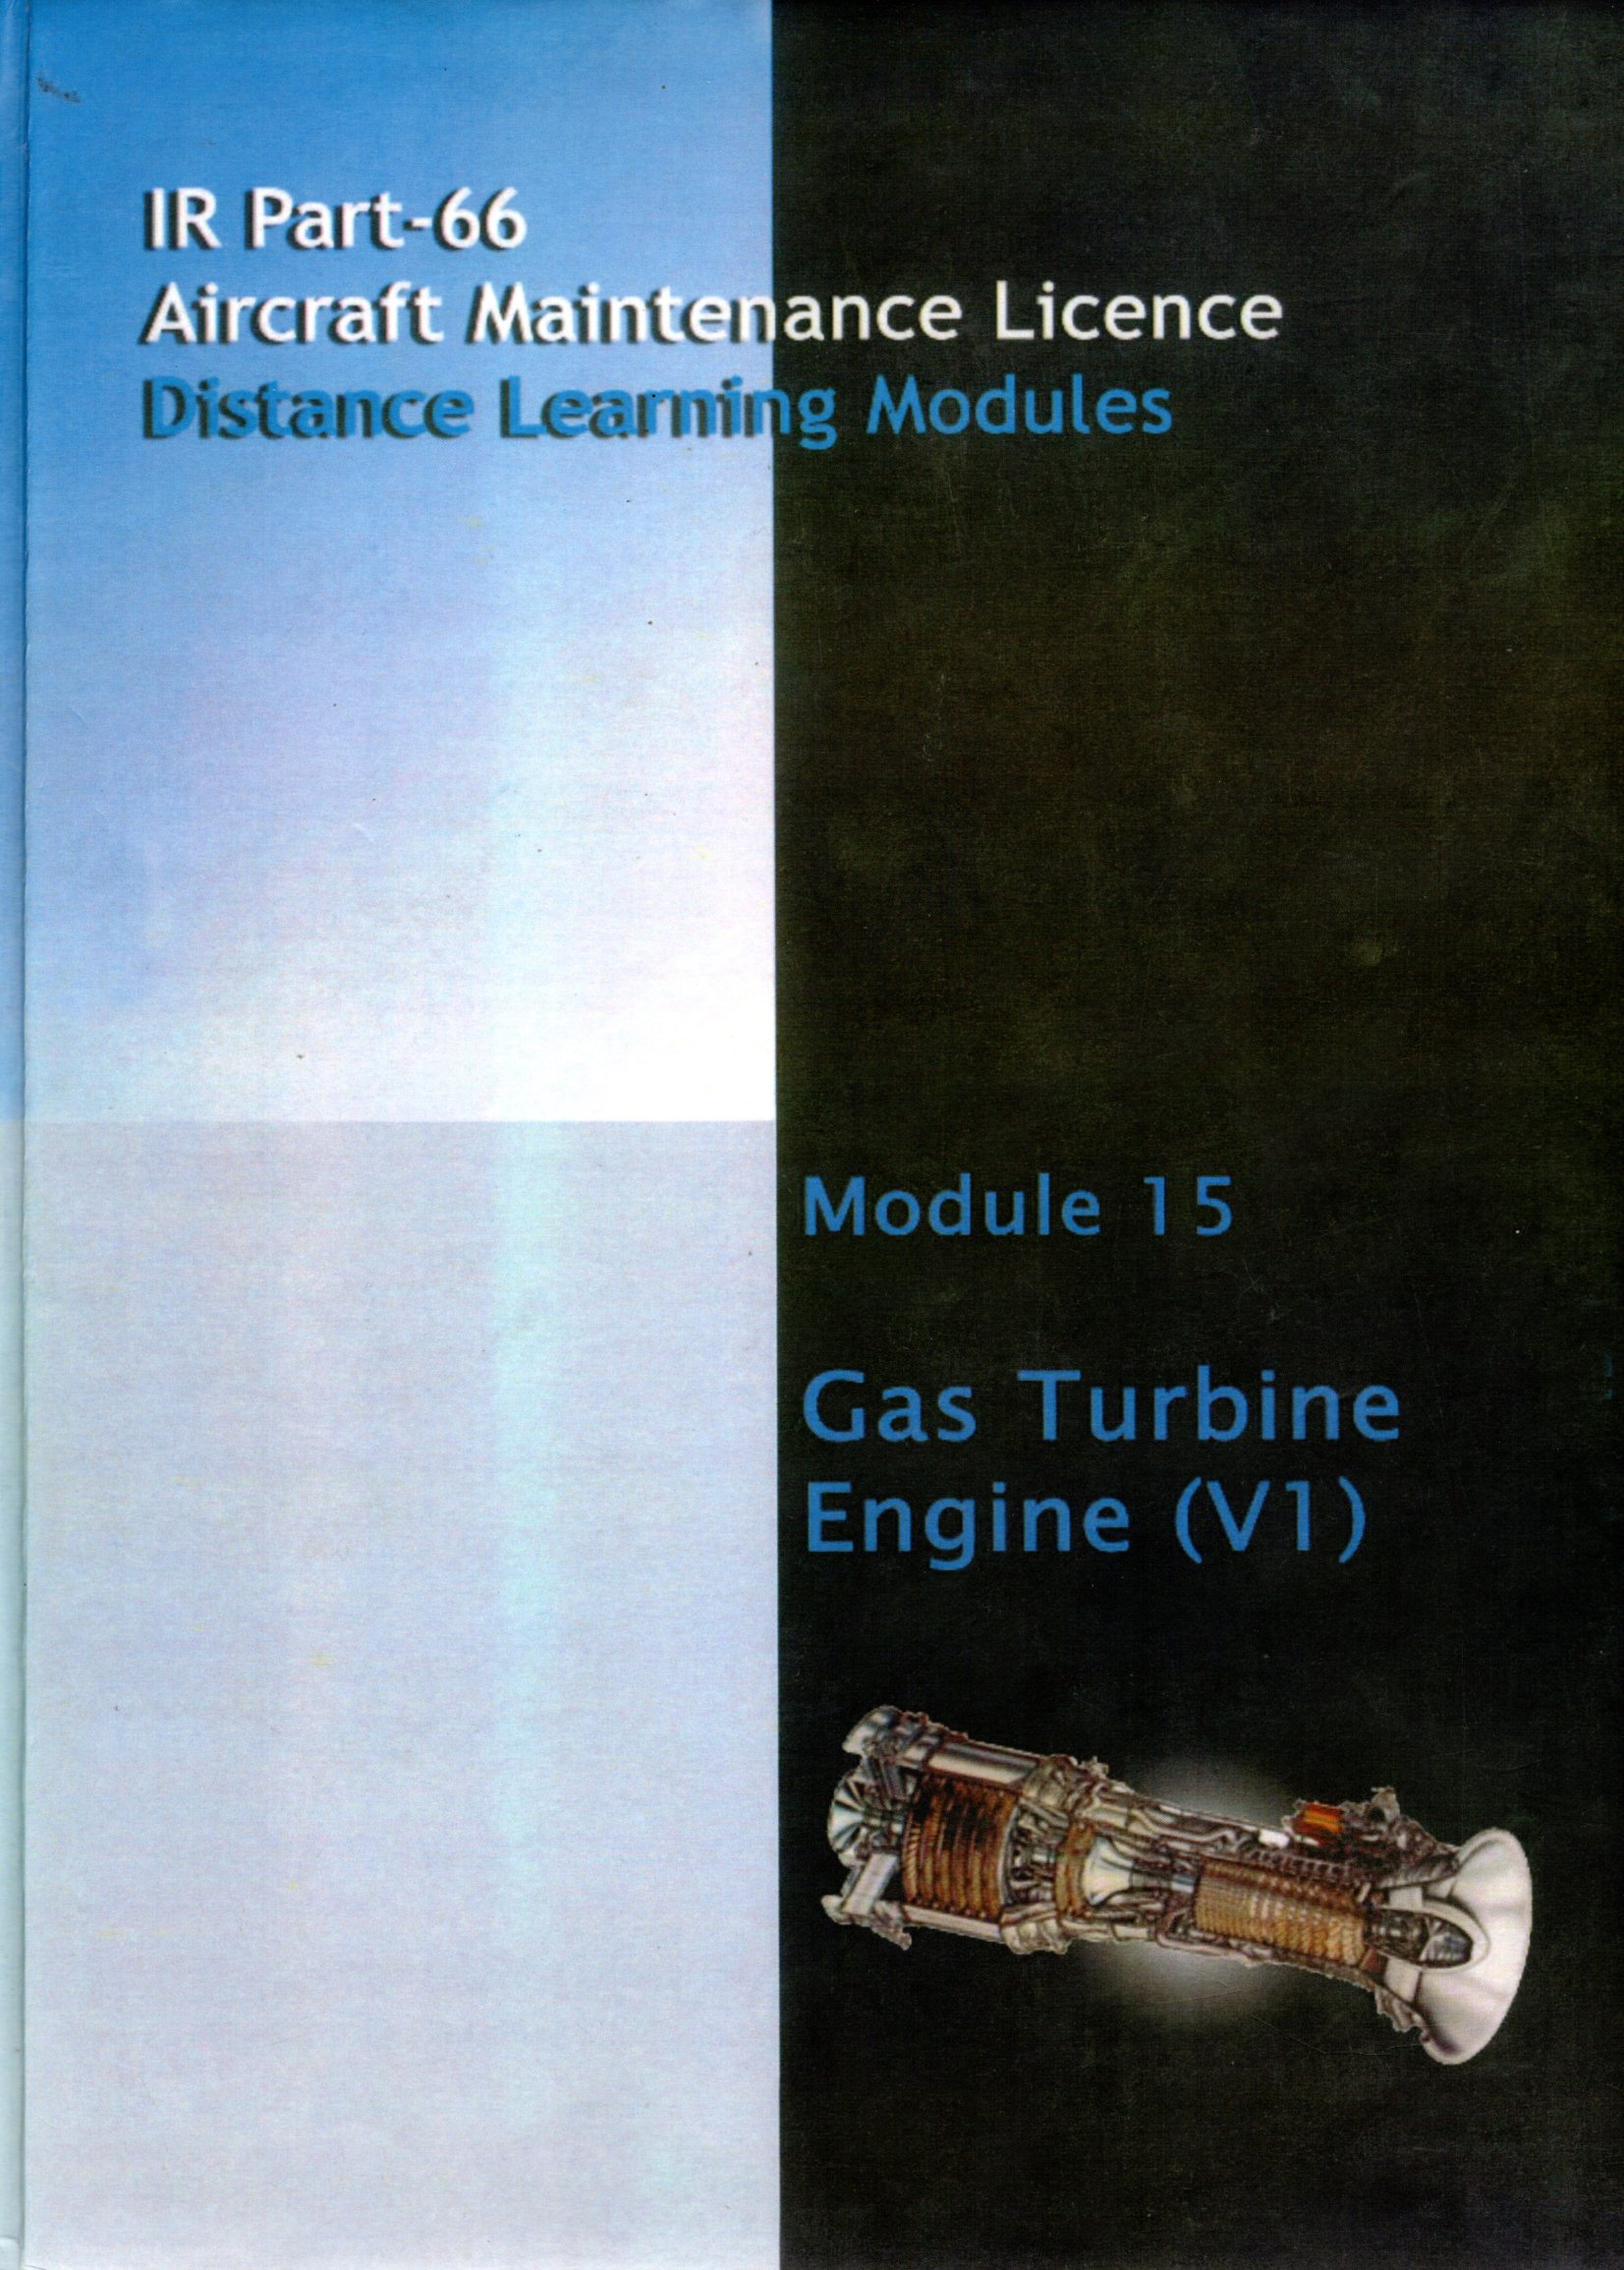 IR Part-66
Aircraft Maintenance Licence
Distance Learning Modules
Module 15
Gas Turbine
Engine (V1)